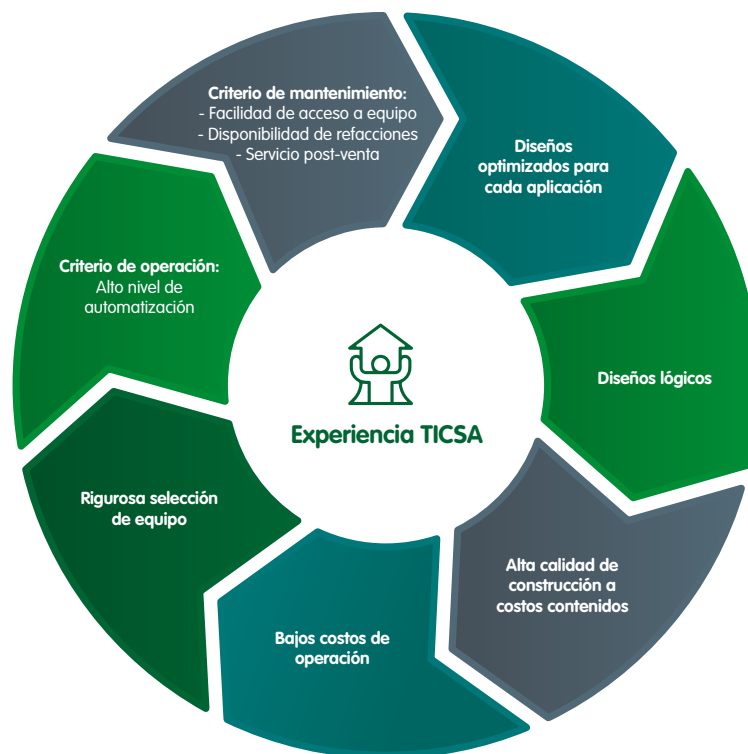 Criterio de mantenimiento:
- Facilidad de acceso a equipo
- Disponibilidad de refacciones
- Servicio post-venta
Diseños
optimizados para
cada aplicación
Diseños lógicos
Alta calidad de
construcción a
costos contenidos
Bajos costos de
operación
Rigurosa selección
de equipo
Criterio de operación:
Alto nivel de
automatización
Experiencia TICSA